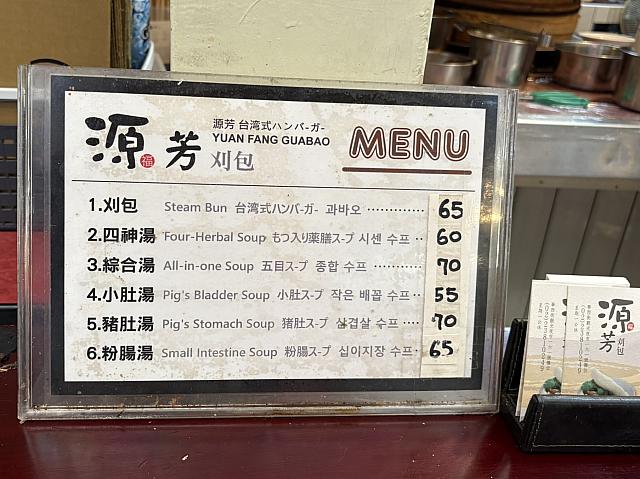 源芳
福
源芳 台湾式ハンバ-ガ-
YUAN FANG GUABAO
刈包
MENU
1.刈包 Steam Bun 台湾式ハンバ-ガ- 과바오 ············· 65
2.四神湯 Four-Herbal Soup もつ入り薬膳スープ 시센 수프·· 60
3.綜合湯 All-in-one Soup 五目スープ 종합 수프··········· 70
4.小肚湯 Pig's Bladder Soup 小肚スープ 작은 배꼽 수프·· 55
5.豬肚湯 Pig's Stomach Soup 猪肚スープ 삼겹살 수프···· 70
6.粉腸湯 Small Intestine Soup 粉腸スープ 십이지장 수프· 65
源芳
刈包